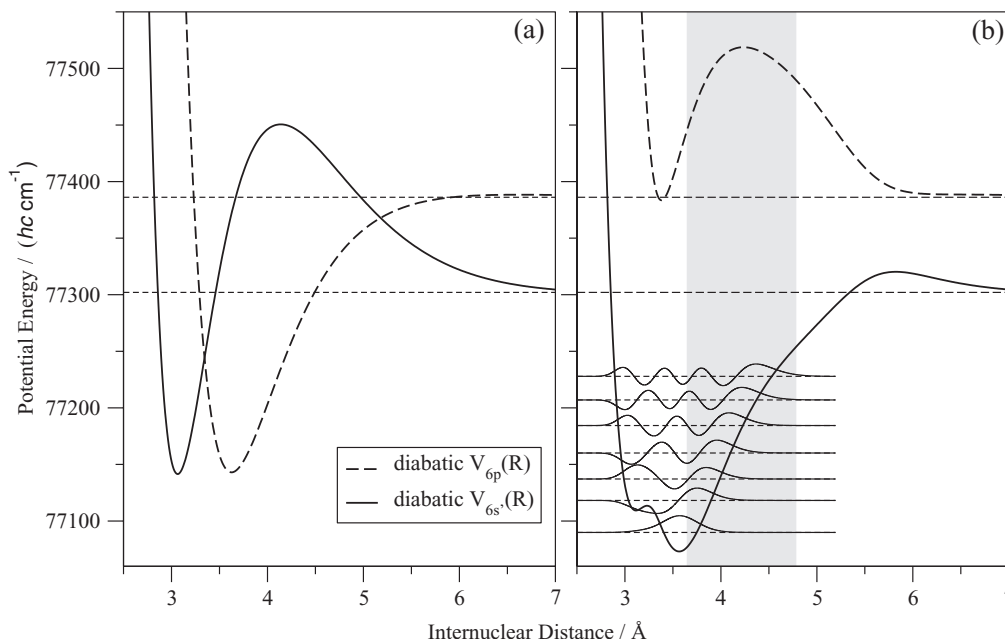 (a)
(b)
77500
77400
77300
77200
77100
Potential Energy / (hc cm⁻¹)
diabatic V₆ₚ(R)
diabatic V₆ₛ’(R)
3 4 5 6 7 3 4 5 6 7
Internuclear Distance / Å